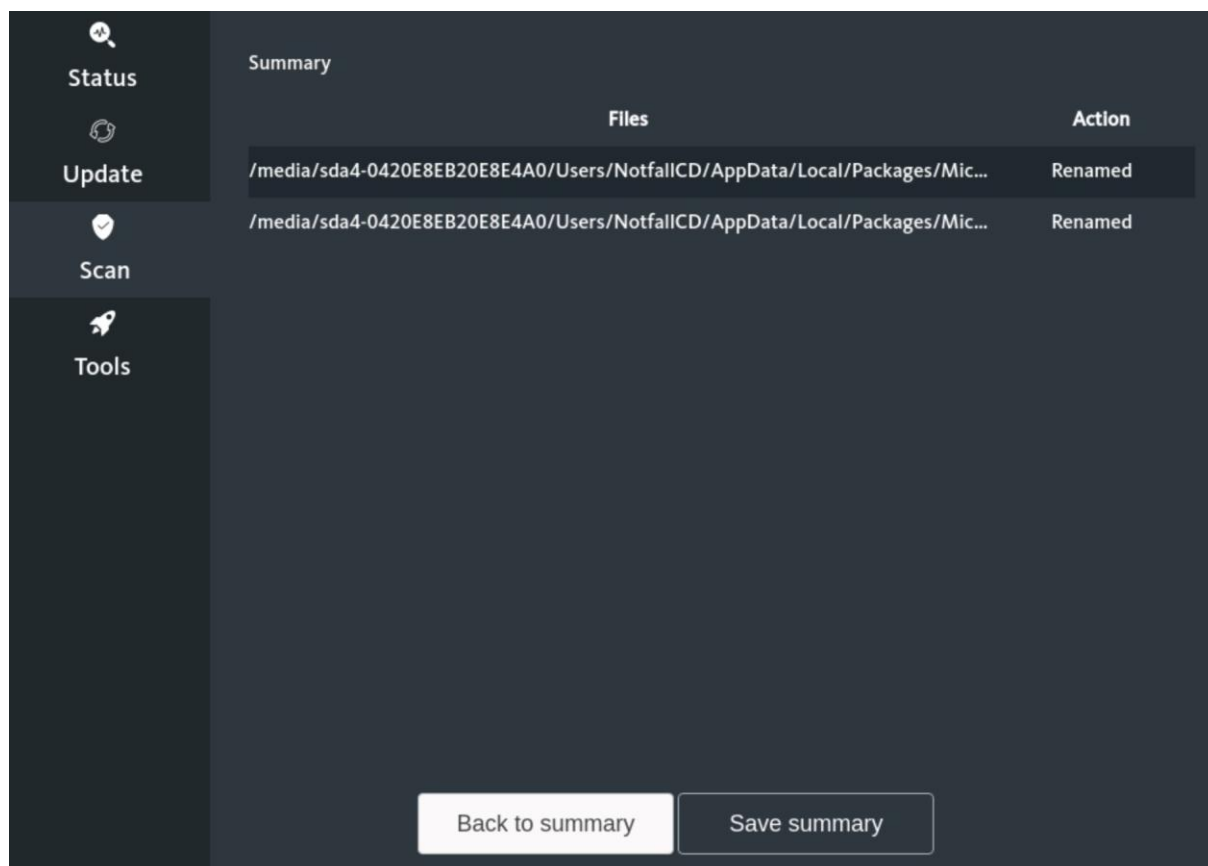 Status
Update
Scan
Tools
Summary
Files Action
/media/sda4-0420E8EB20E8E4A0/Users/NotfallCD/AppData/Local/Packages/Mic... Renamed
/media/sda4-0420E8EB20E8E4A0/Users/NotfallCD/AppData/Local/Packages/Mic... Renamed
Back to summary Save summary